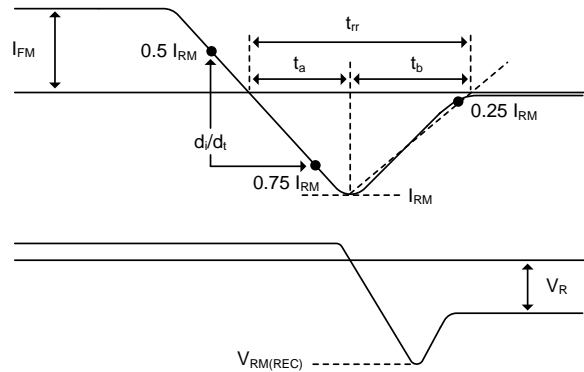 I_FM
0.5 I_RM
t_rr
t_a
t_b
d_i/d_t
0.25 I_RM
0.75 I_RM
I_RM
V_R
V_RM(REC)